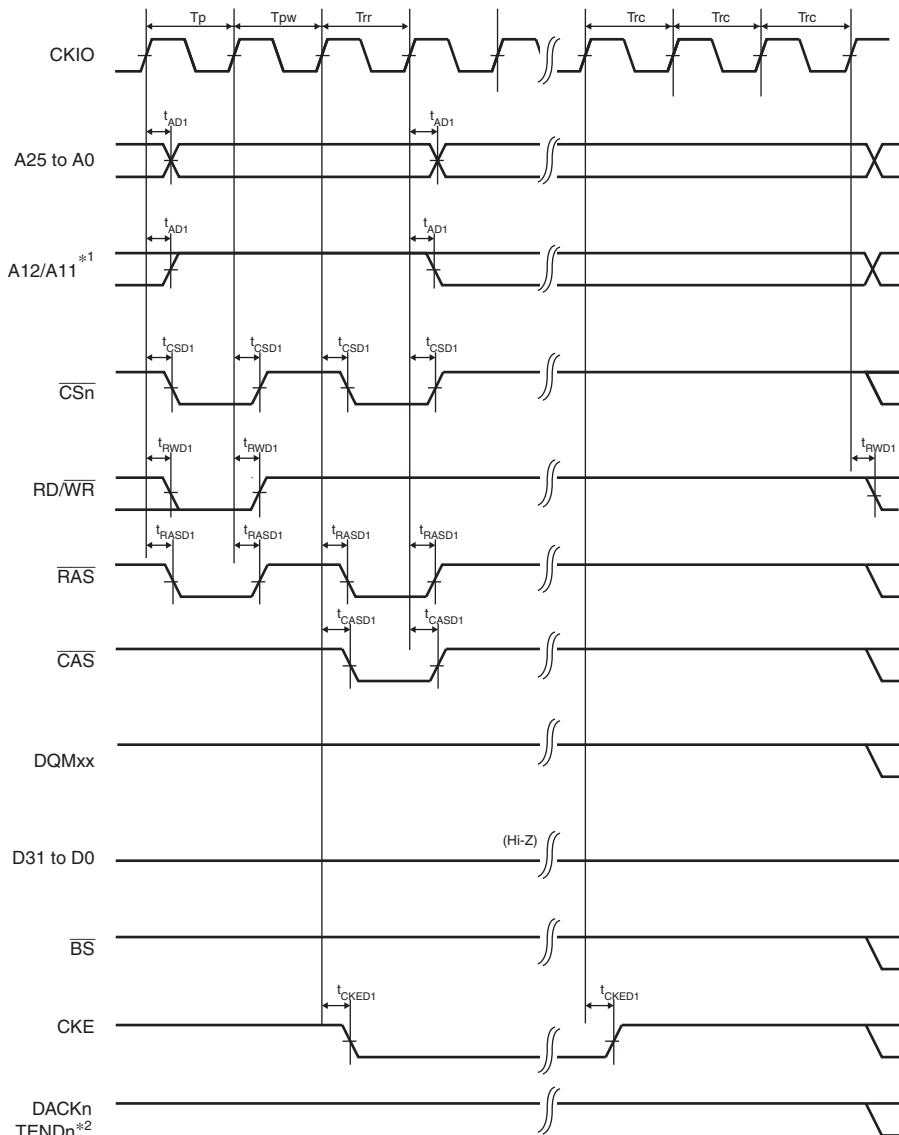 Tp Tpw Trr Trc Trc Trc
CKIO
tAD1 tAD1
A25 to A0
tAD1 tAD1
A12/A11*1
tCSD1 tCSD1 tCSD1 tCSD1
CSn
tRWD1 tRWD1 tRWD1
RD/WR
tRASD1 tRASD1 tRASD1 tRASD1
RAS
tCASD1 tCASD1
CAS
DQMxx
(Hi-Z)
D31 to D0
BS
tCKED1 tCKED1
CKE
DACKn
TENDn*2